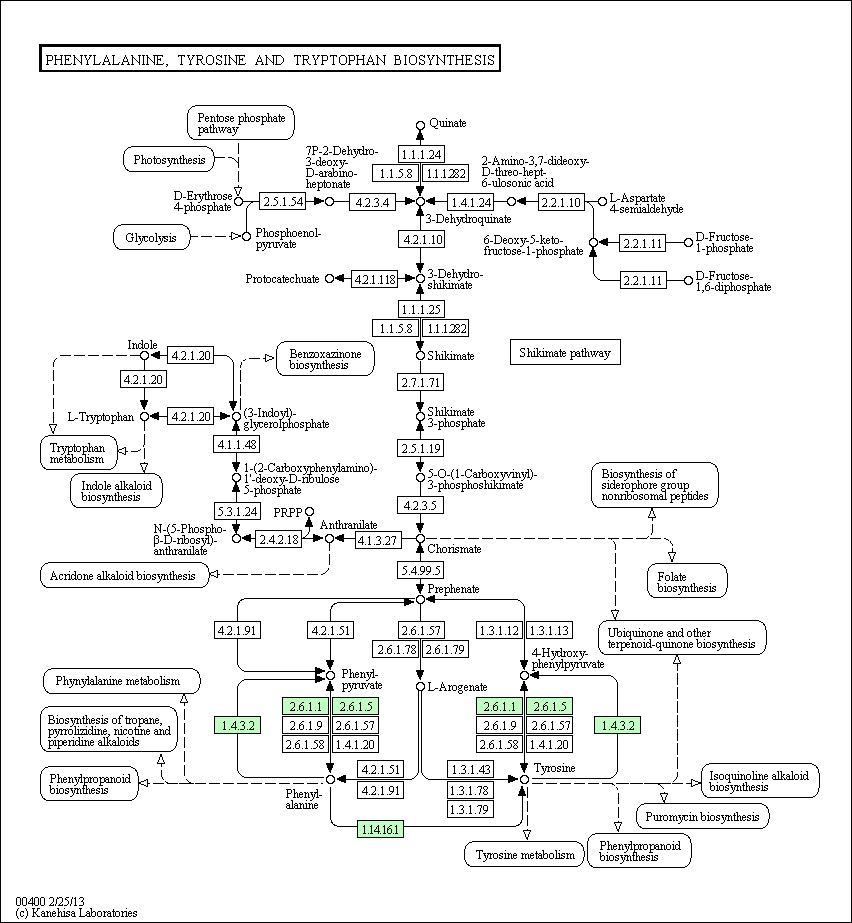 PHENYLALANINE, TYROSINE AND TRYPTOPHAN BIOSYNTHESIS
Pentose phosphate
pathway
Photosynthesis
Quinate
7P-2-Dehydro-
3-deoxy-
D-arabino-
heptonate
1.1.1.24
1.1.5.8
1.1.1.282
2-Amino-3,7-dideoxy-
D-threo-hept-
6-ulosonic acid
D-Erythrose
4-phosphate
2.5.1.54
4.2.3.4
1.4.1.24
2.2.1.10
L-Aspartate
4-semialdehyde
3-Dehydroquinate
Glycolysis
Phosphoenol-
pyruvate
4.2.1.10
6-Deoxy-5-keto-
fructose-1-phosphate
2.2.1.11
D-Fructose-
1-phosphate
Protocatechuate
4.2.1.118
3-Dehydro-
shikimate
2.2.1.11
D-Fructose-
1,6-diphosphate
1.1.1.25
1.1.5.8
1.1.1.282
Indole
4.2.1.20
Benzoxazinone
biosynthesis
Shikimate
Shikimate pathway
4.2.1.20
2.7.1.71
L-Tryptophan
4.2.1.20
(3-Indoyl)-
glycerolphosphate
Shikimate
3-phosphate
Tryptophan
metabolism
4.1.1.48
2.5.1.19
Indole alkaloid
biosynthesis
1-(2-Carboxyphenylamino)-
1'-deoxy-D-ribulose
5-phosphate
5-O-(1-Carboxyvinyl)-
3-phosphoshikimate
Biosynthesis of
siderophore group
nonribosomal peptides
5.3.1.24
PRPP
4.2.3.5
N-(5-Phospho-
β-D-ribosyl)-
anthranilate
2.4.2.18
Anthranilate
4.1.3.27
Chorismate
Acridone alkaloid biosynthesis
5.4.99.5
Folate
biosynthesis
Prephenate
4.2.1.91
4.2.1.51
2.6.1.57
1.3.1.12
1.3.1.13
2.6.1.78
2.6.1.79
Ubiquinone and other
terpenoid-quinone biosynthesis
4-Hydroxy-
phenylpyruvate
Phynylalanine metabolism
Phenyl-
pyruvate
L-Arogenate
Biosynthesis of tropane,
pyrrolizidine, nicotine and
piperidine alkaloids
1.4.3.2
2.6.1.1
2.6.1.5
2.6.1.9
2.6.1.57
2.6.1.58
1.4.1.20
2.6.1.1
2.6.1.5
2.6.1.9
2.6.1.57
2.6.1.58
1.4.1.20
1.4.3.2
Phenylpropanoid
biosynthesis
4.2.1.51
4.2.1.91
1.3.1.43
1.3.1.78
1.3.1.79
Tyrosine
Isoquinoline alkaloid
biosynthesis
Phenyl-
alanine
Puromycin biosynthesis
1.14.16.1
Tyrosine metabolism
Phenylpropanoid
biosynthesis
00400 2/25/13
(c) Kanehisa Laboratories